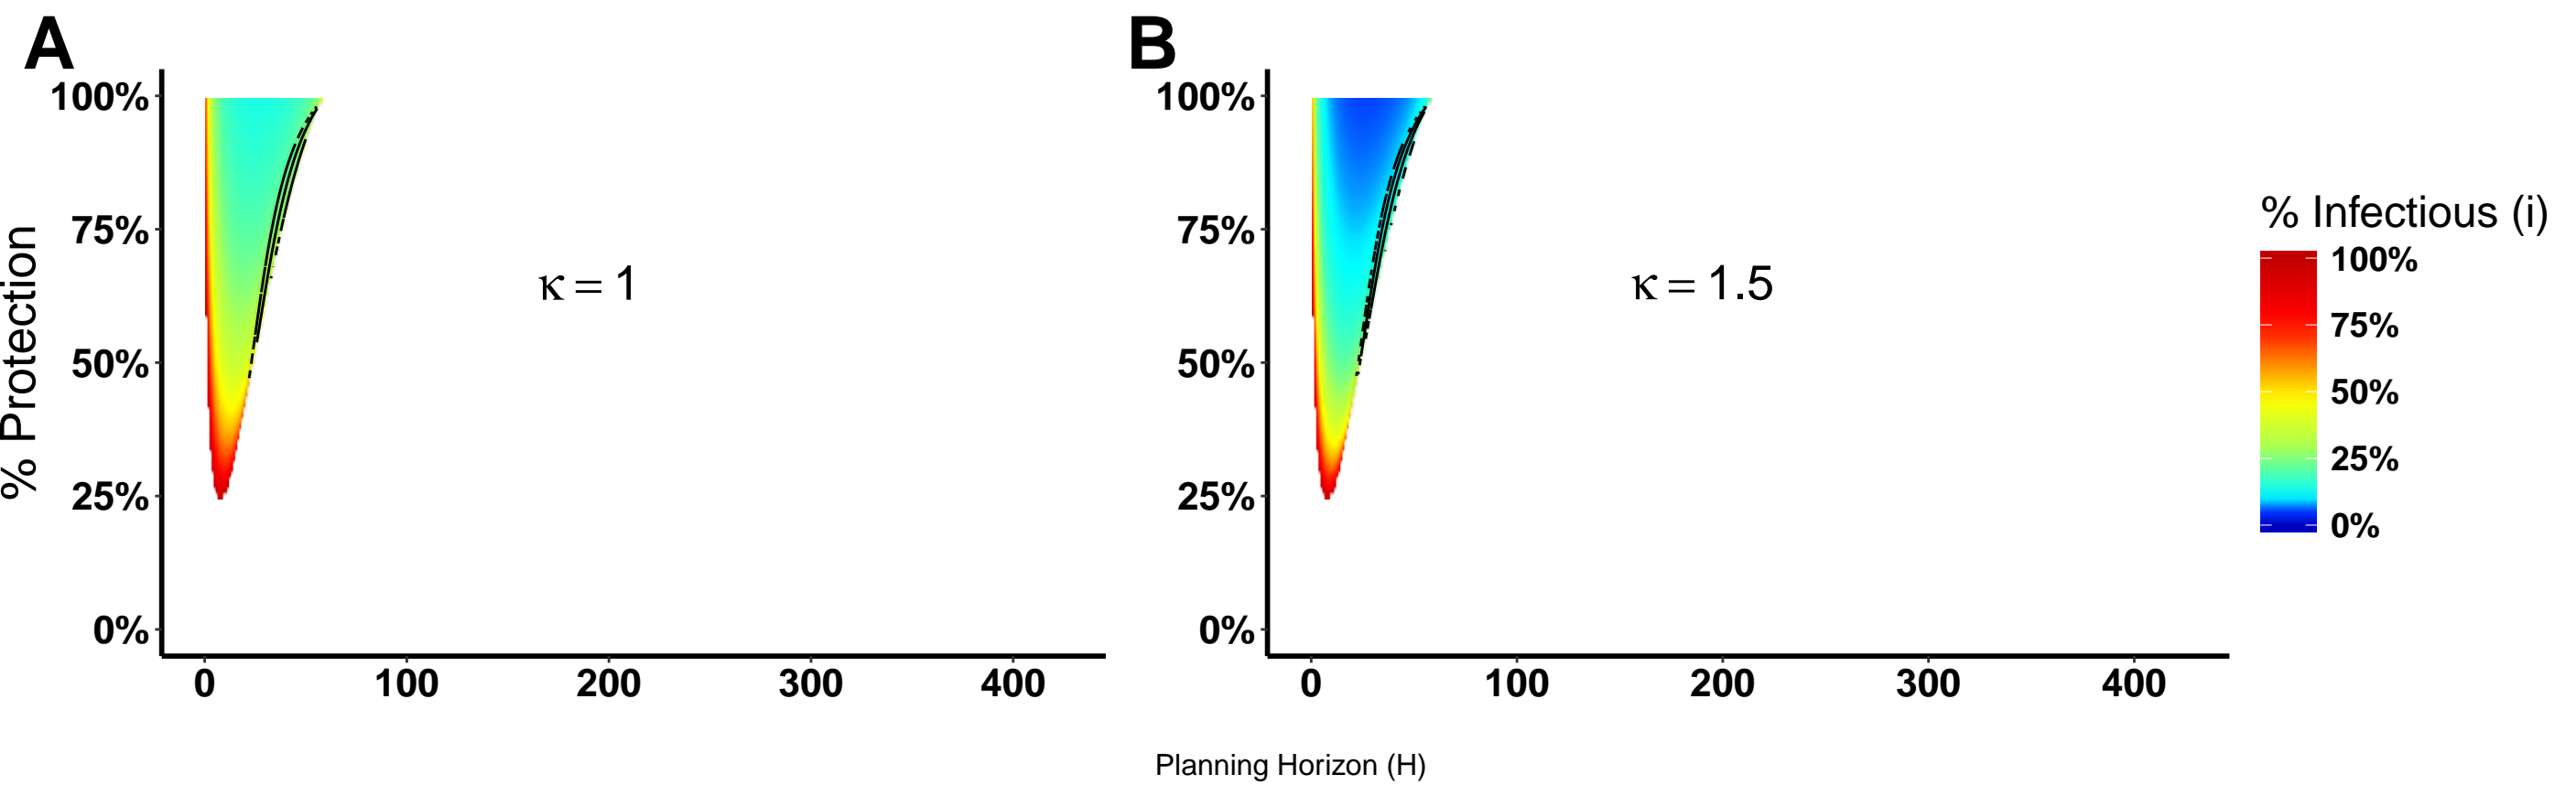 A
% Protection
100%
75%
50%
25%
0%
κ = 1
0 100 200 300 400
B
100%
75%
50%
25%
0%
κ = 1.5
0 100 200 300 400
Planning Horizon (H)
% Infectious (i)
100%
75%
50%
25%
0%